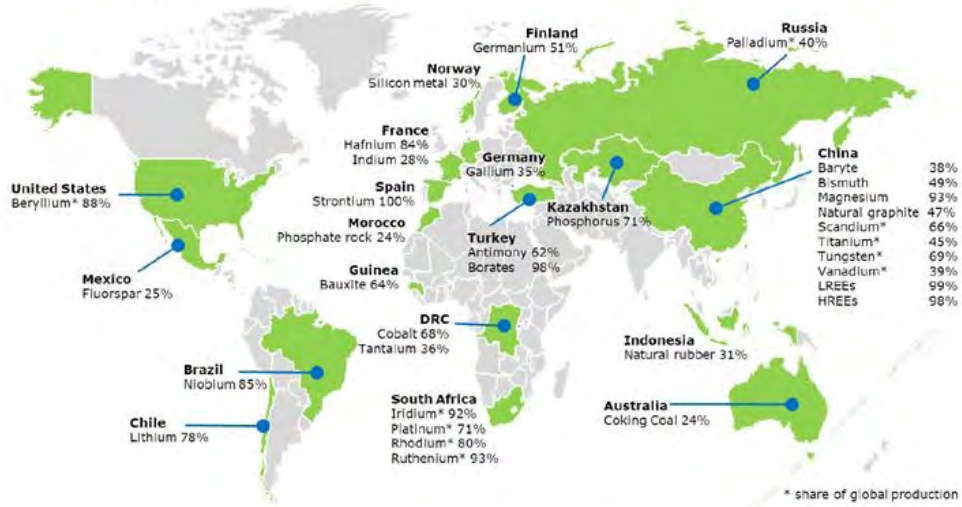 Finland
Germanium 51%
Russia
Palladium* 40%
Norway
Silicon metal 30%
France
Hafnium 84%
Indium 28%
Germany
Gallium 35%
United States
Beryllium* 88%
Spain
Strontium 100%
Kazakhstan
Phosphorus 71%
China
Baryte 38%
Bismuth 49%
Magnesium 93%
Natural graphite 47%
Scandium* 66%
Titanium* 45%
Tungsten* 69%
Vanadium* 39%
LREEs 99%
HREEs 98%
Morocco
Phosphate rock 24%
Turkey
Antimony 62%
Borates 98%
Mexico
Fluorspar 25%
Guinea
Bauxite 64%
DRC
Cobalt 68%
Tantalum 36%
Indonesia
Natural rubber 31%
Brazil
Niobium 85%
South Africa
Iridium* 92%
Platinum* 71%
Rhodium* 80%
Ruthenium* 93%
Australia
Coking Coal 24%
Chile
Lithium 78%
* share of global production